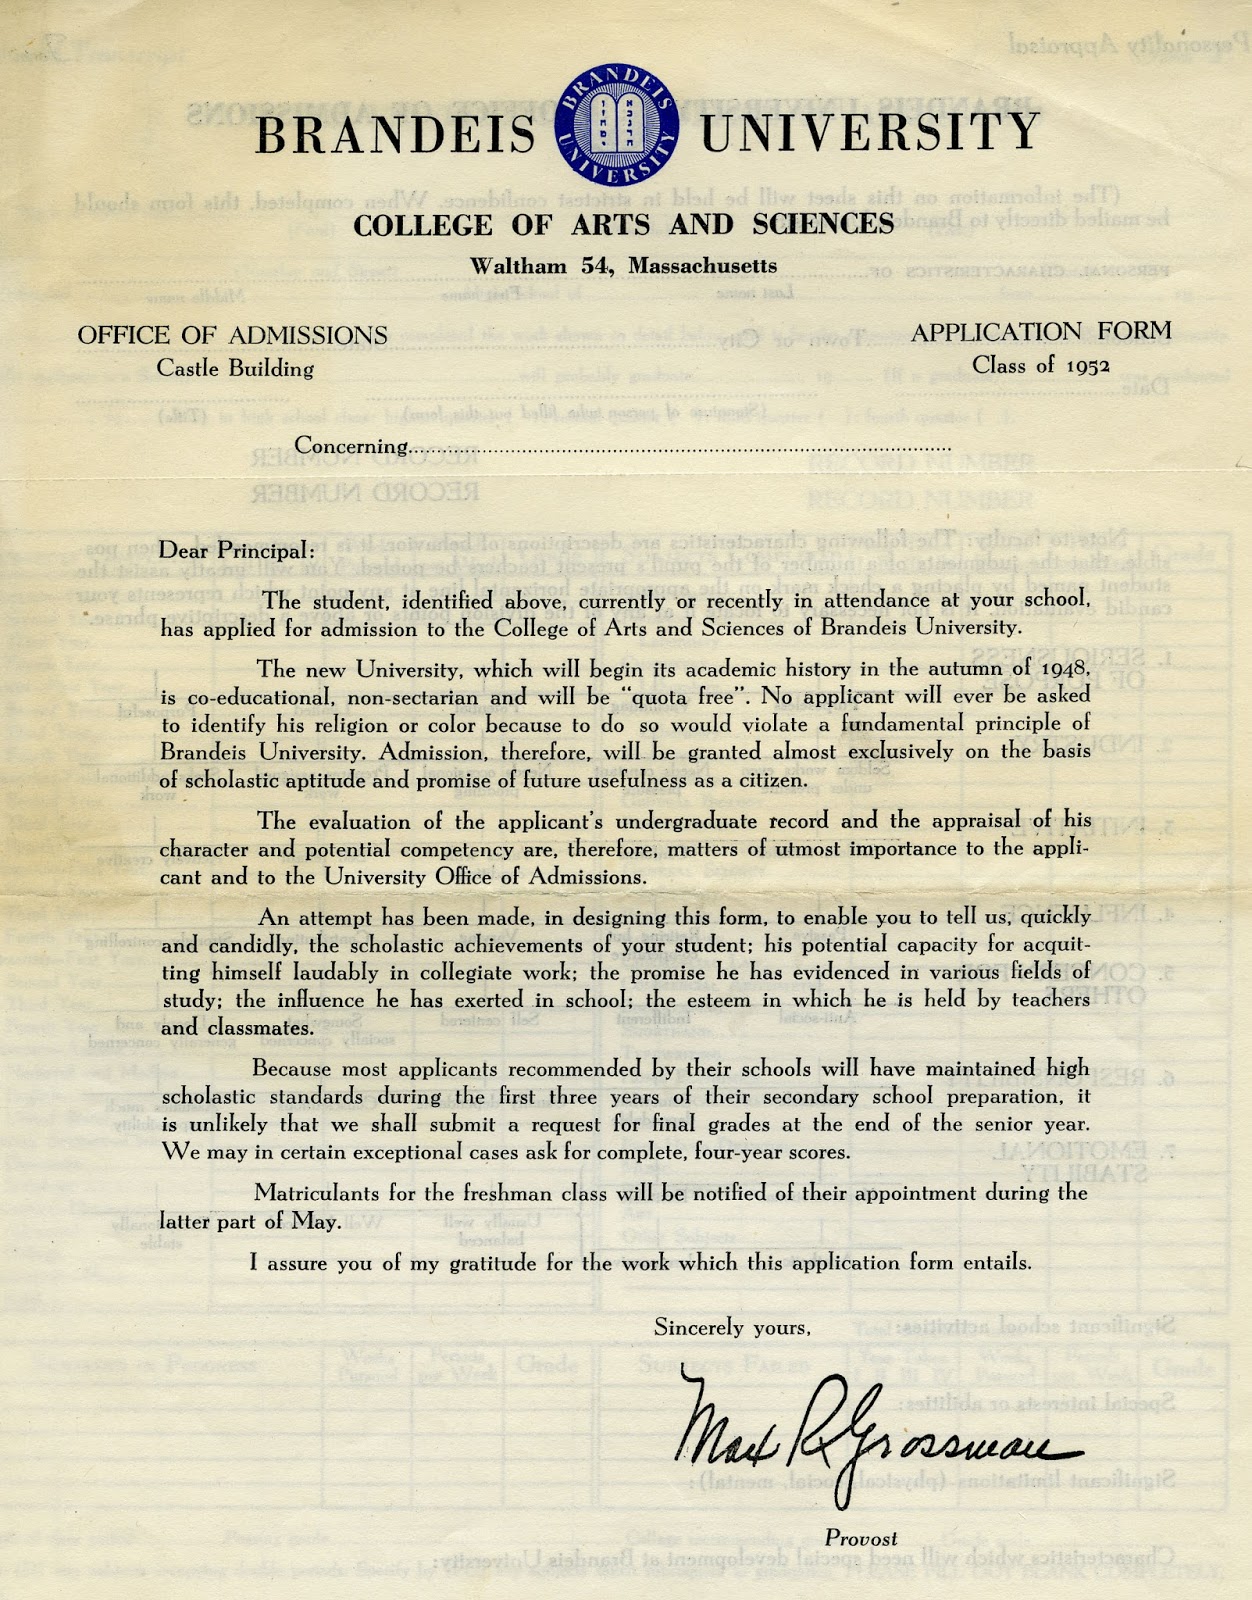 BRANDEIS UNIVERSITY
BRANDEIS UNIVERSITY
COLLEGE OF ARTS AND SCIENCES
Waltham 54, Massachusetts
OFFICE OF ADMISSIONS
Castle Building
APPLICATION FORM
Class of 1952
Concerning
Dear Principal:
The student, identified above, currently or recently in attendance at your school,
has applied for admission to the College of Arts and Sciences of Brandeis University.
The new University, which will begin its academic history in the autumn of 1948,
is co-educational, non-sectarian and will be "quota free". No applicant will ever be asked
to identify his religion or color because to do so would violate a fundamental principle of
Brandeis University. Admission, therefore, will be granted almost exclusively on the basis
of scholastic aptitude and promise of future usefulness as a citizen.
The evaluation of the applicant's undergraduate record and the appraisal of his
character and potential competency are, therefore, matters of utmost importance to the appli-
cant and to the University Office of Admissions.
An attempt has been made, in designing this form, to enable you to tell us, quickly
and candidly, the scholastic achievements of your student; his potential capacity for acquit-
ting himself laudably in collegiate work; the promise he has evidenced in various fields of
study; the influence he has exerted in school; the esteem in which he is held by teachers
and classmates.
Because most applicants recommended by their schools will have maintained high
scholastic standards during the first three years of their secondary school preparation, it
is unlikely that we shall submit a request for final grades at the end of the senior year.
We may in certain exceptional cases ask for complete, four-year scores.
Matriculants for the freshman class will be notified of their appointment during the
latter part of May.
I assure you of my gratitude for the work which this application form entails.
Sincerely yours,
Max R Grossman
Provost